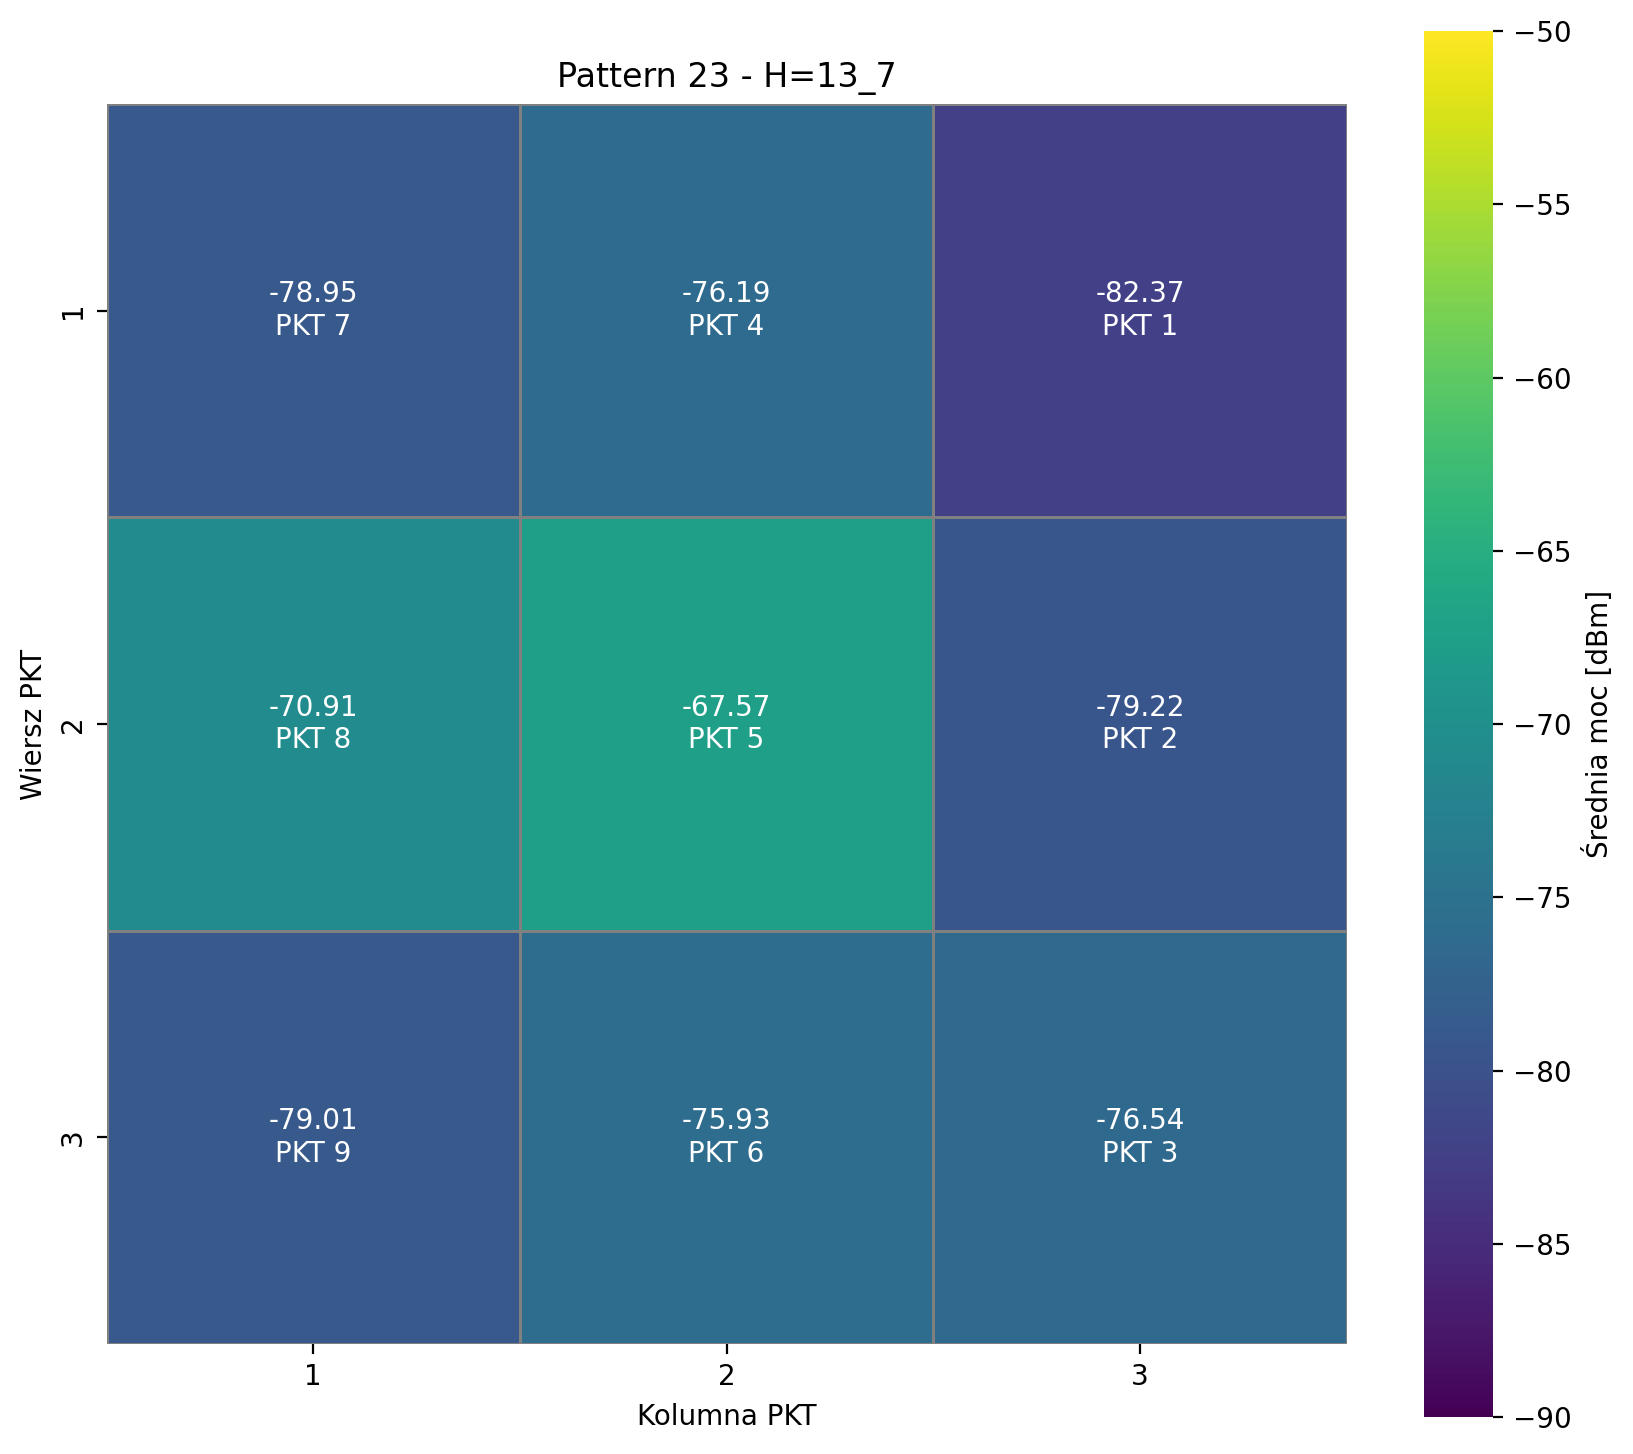 Pattern 23 - H=13_7
-78.95
PKT 7
-76.19
PKT 4
-82.37
PKT 1
-70.91
PKT 8
-67.57
PKT 5
-79.22
PKT 2
-79.01
PKT 9
-75.93
PKT 6
-76.54
PKT 3
1
2
3
Wiersz PKT
1
2
3
Kolumna PKT
−50
−55
−60
−65
−70
−75
−80
−85
−90
Średnia moc [dBm]